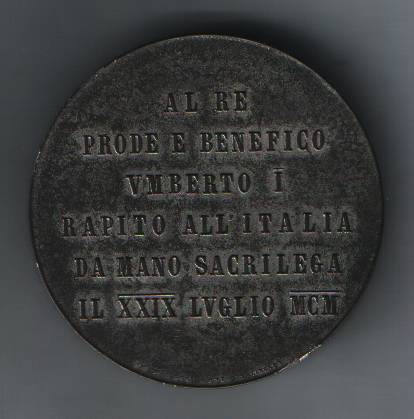 AL RE
PRODE E BENEFICO
VMBERTO I
RAPITO ALL'ITALIA
DA MANO SACRILEGA
IL XXIX LVGLIO MCM